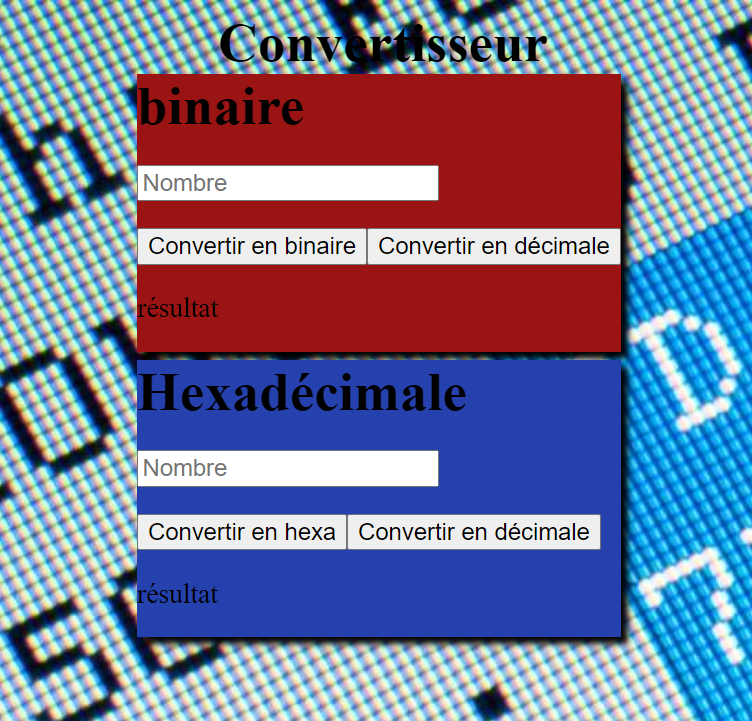 Convertisseur
binaire
Nombre
Convertir en binaire Convertir en décimale
résultat
Hexadécimale
Nombre
Convertir en hexa Convertir en décimale
résultat